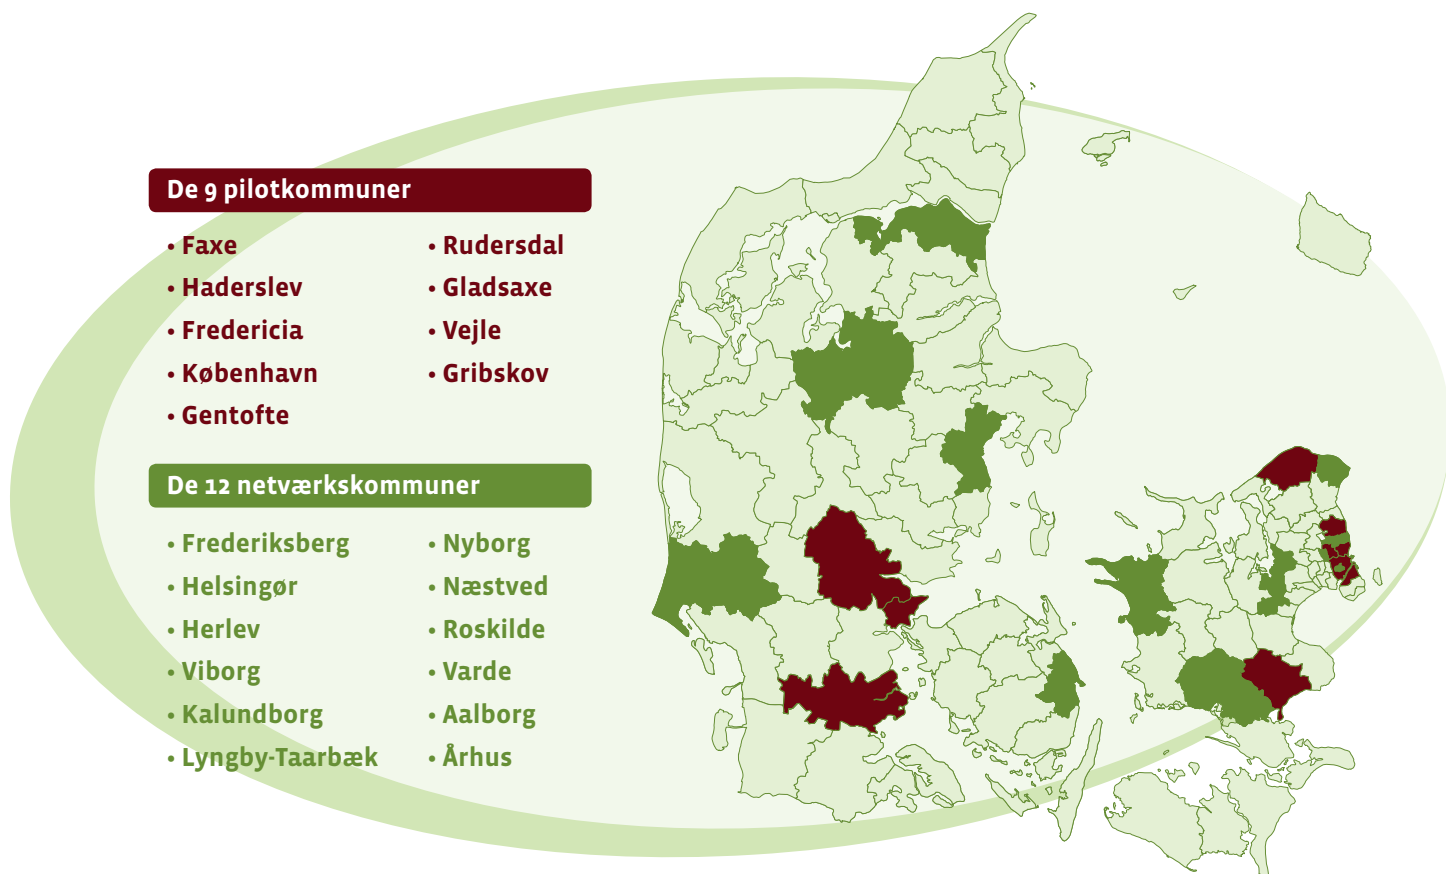 De 9 pilotkommuner
• Faxe
• Haderslev
• Fredericia
• København
• Gentofte
• Rudersdal
• Gladsaxe
• Vejle
• Gribskov
De 12 netværkskommuner
• Frederiksberg
• Helsingør
• Herlev
• Viborg
• Kalundborg
• Lyngby-Taarbæk
• Nyborg
• Næstved
• Roskilde
• Varde
• Aalborg
• Århus